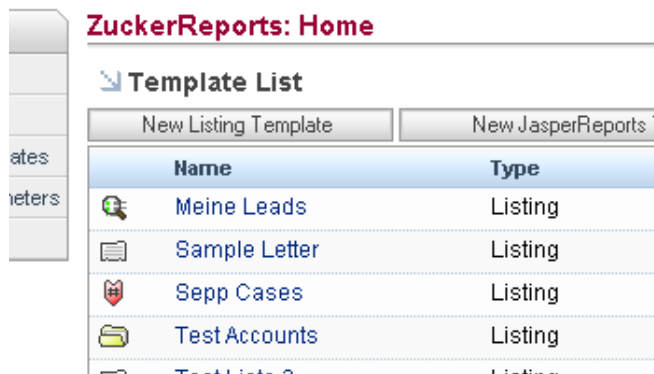 ZuckerReports: Home
Template List
New Listing Template New JasperReports
Name Type
ates
Meine Leads Listing
neters
Sample Letter Listing
Sepp Cases Listing
Test Accounts Listing